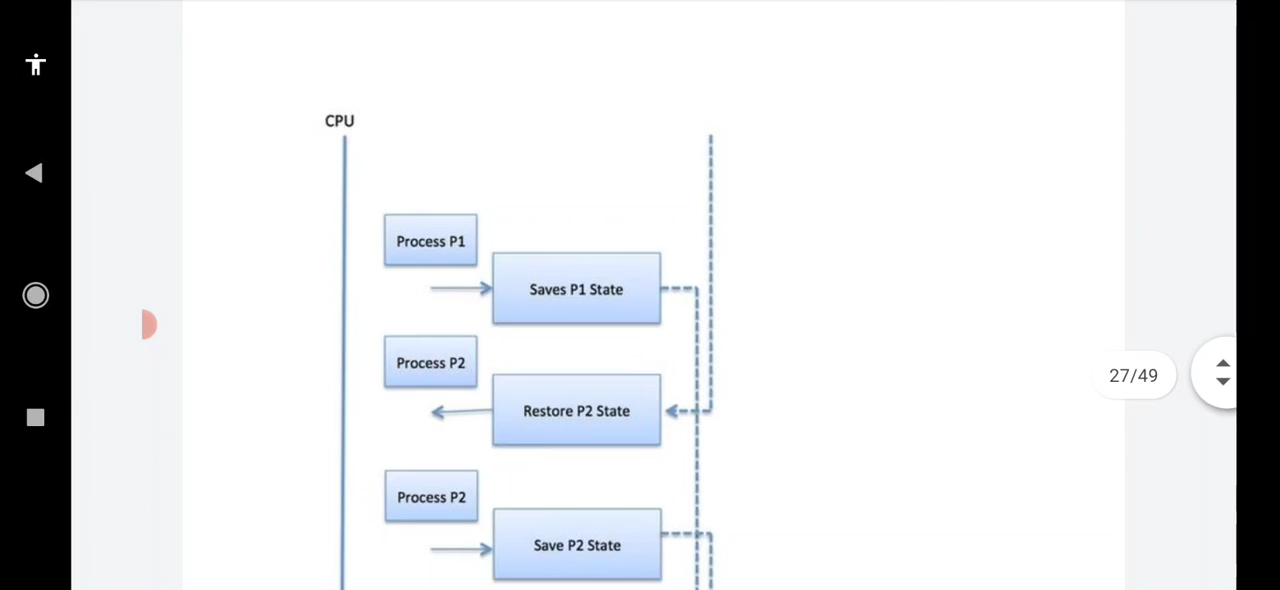 CPU
Process P1
Saves P1 State
Process P2
27/49
Restore P2 State
Process P2
Save P2 State